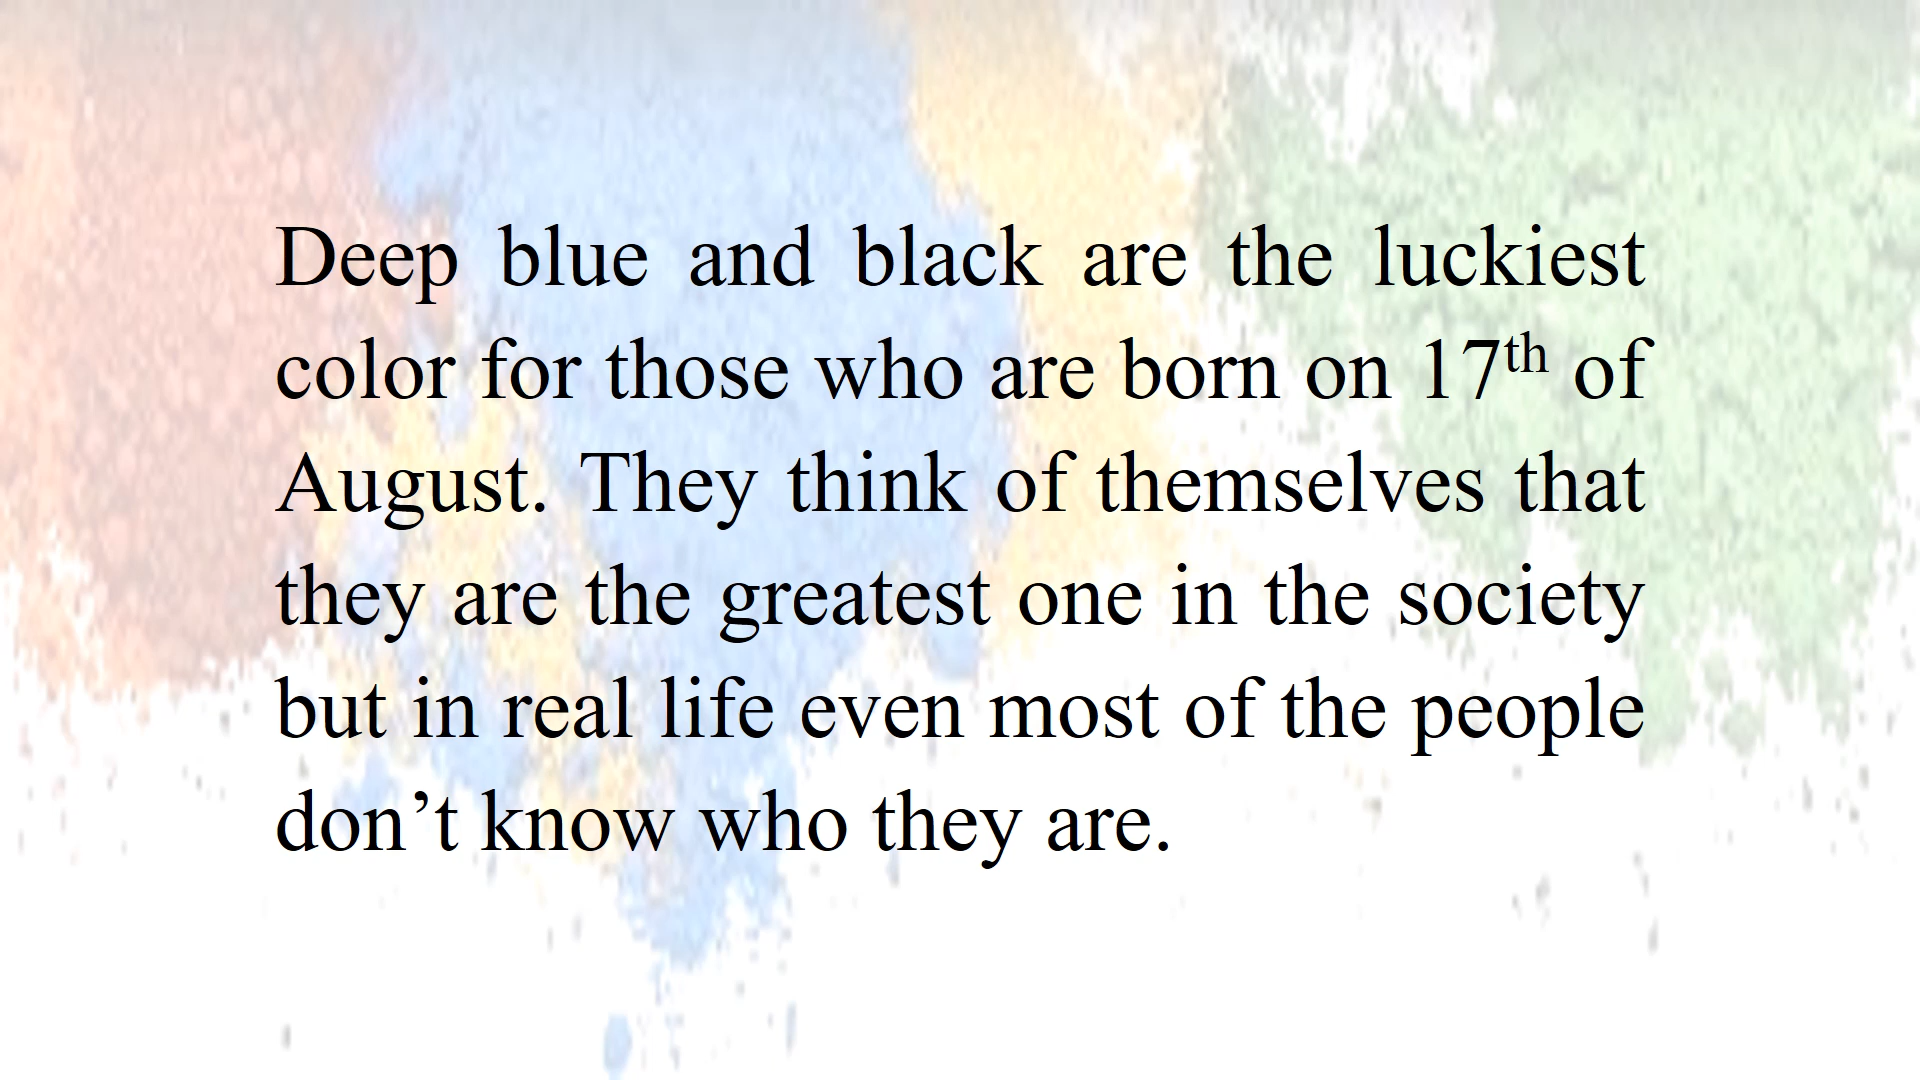 Deep blue and black are the luckiest
color for those who are born on 17th of
August. They think of themselves that
they are the greatest one in the society
but in real life even most of the people
don’t know who they are.